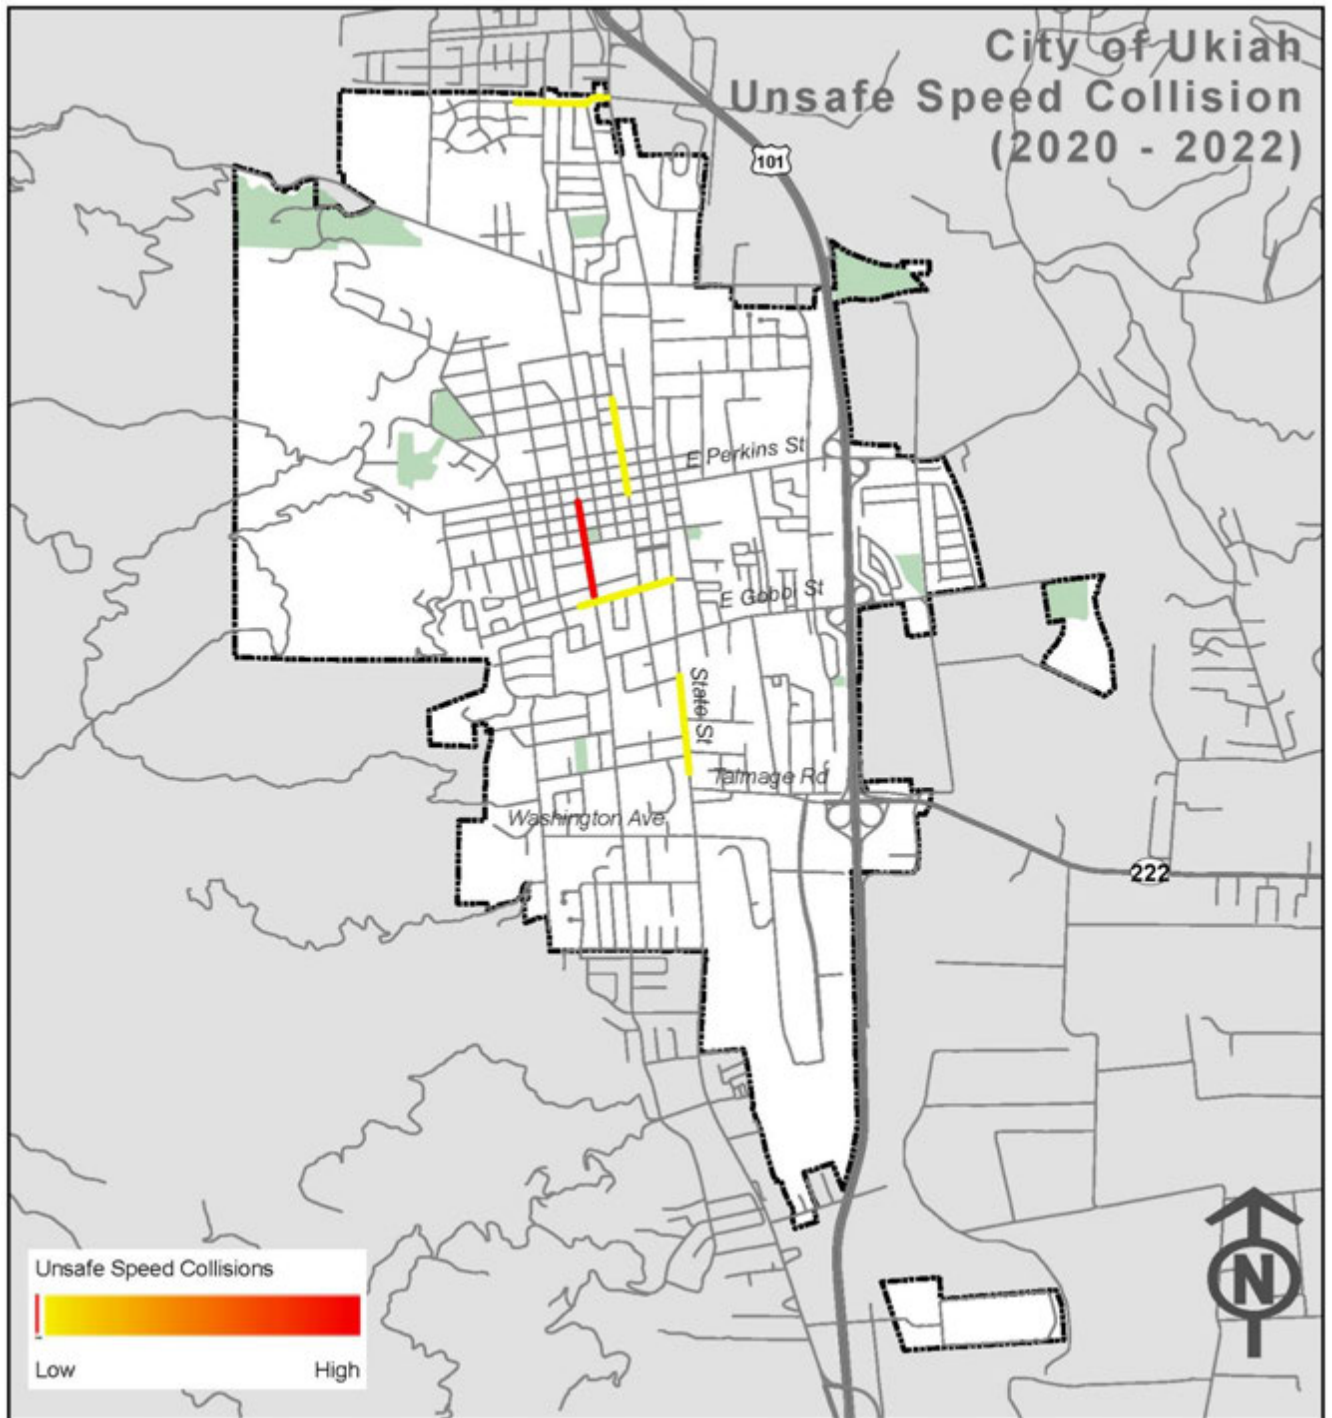 City of Ukiah
Unsafe Speed Collision
(2020 - 2022)
101
E Perkins St
E Gobbi St
State St
Talmage Rd
Washington Ave
222
N
Unsafe Speed Collisions
Low High